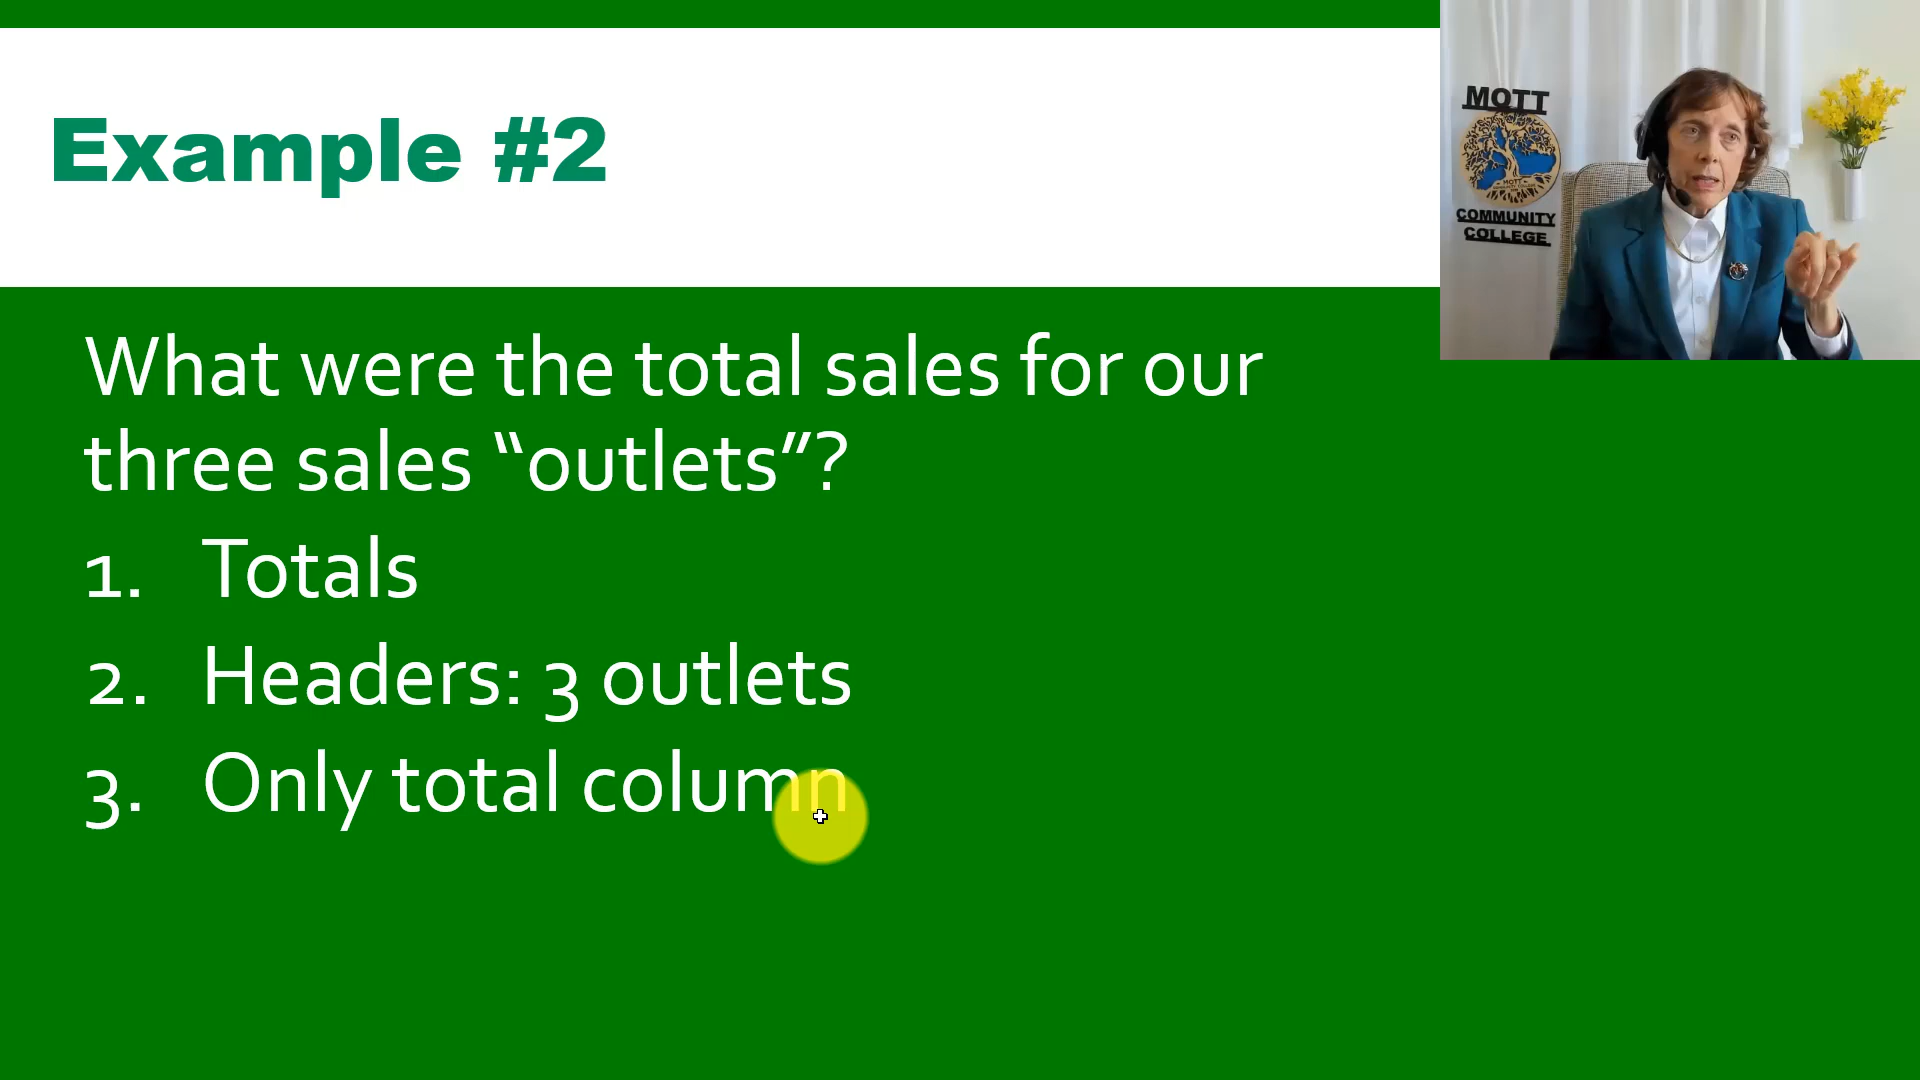 Example #2
What were the total sales for our
three sales “outlets”?
1. Totals
2. Headers: 3 outlets
3. Only total column
MOTT
MOTT
COMMUNITY
COLLEGE